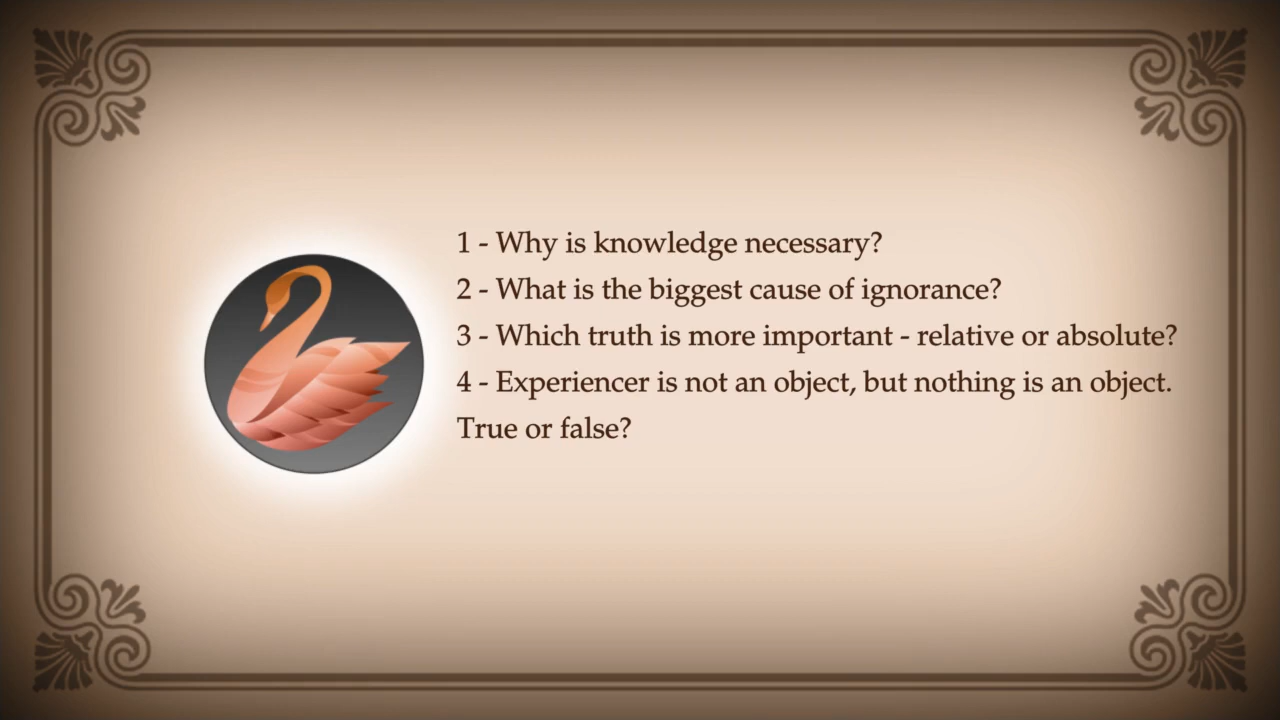 1 - Why is knowledge necessary?
2 - What is the biggest cause of ignorance?
3 - Which truth is more important - relative or absolute?
4 - Experiencer is not an object, but nothing is an object.
True or false?